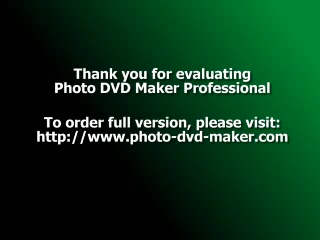 Thank you for evaluating
Photo DVD Maker Professional
To order full version, please visit:
http://www.photo-dvd-maker.com